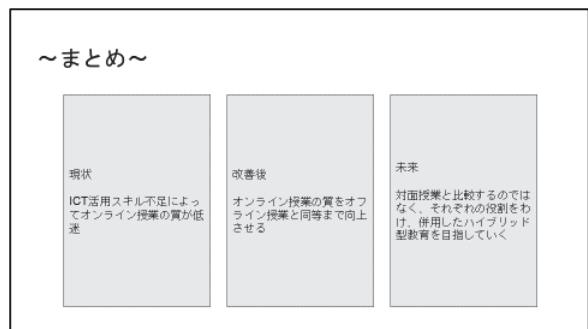 ～まとめ～
現状
ICT活用スキル不足によっ
てオンライン授業の質が低
迷
改善後
オンライン授業の質をオフ
ライン授業と同等まで向上
させる
未来
対面授業と比較するのでは
なく、それぞれの役割をわ
け、併用したハイブリッド
型教育を目指していく